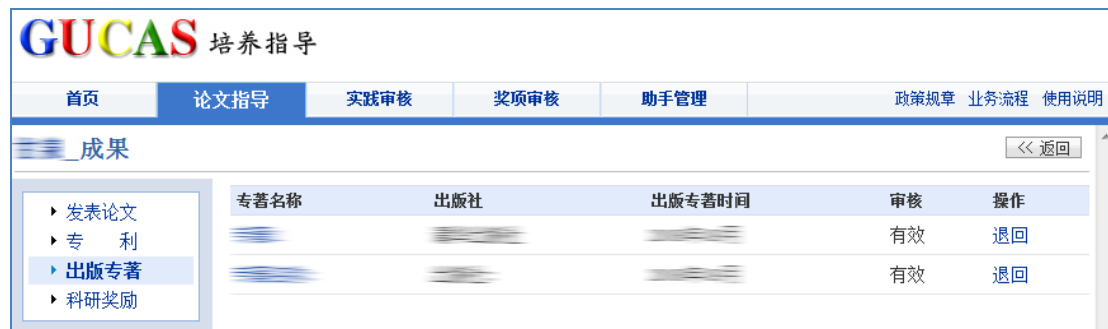 GUCAS 培养指导
首页 论文指导 实践审核 奖项审核 助手管理 政策规章 业务流程 使用说明
_成果 << 返回
专著名称 出版社 出版专著时间 审核 操作
发表论文
专 利
出版专著
科研奖励
有效 退回
有效 退回